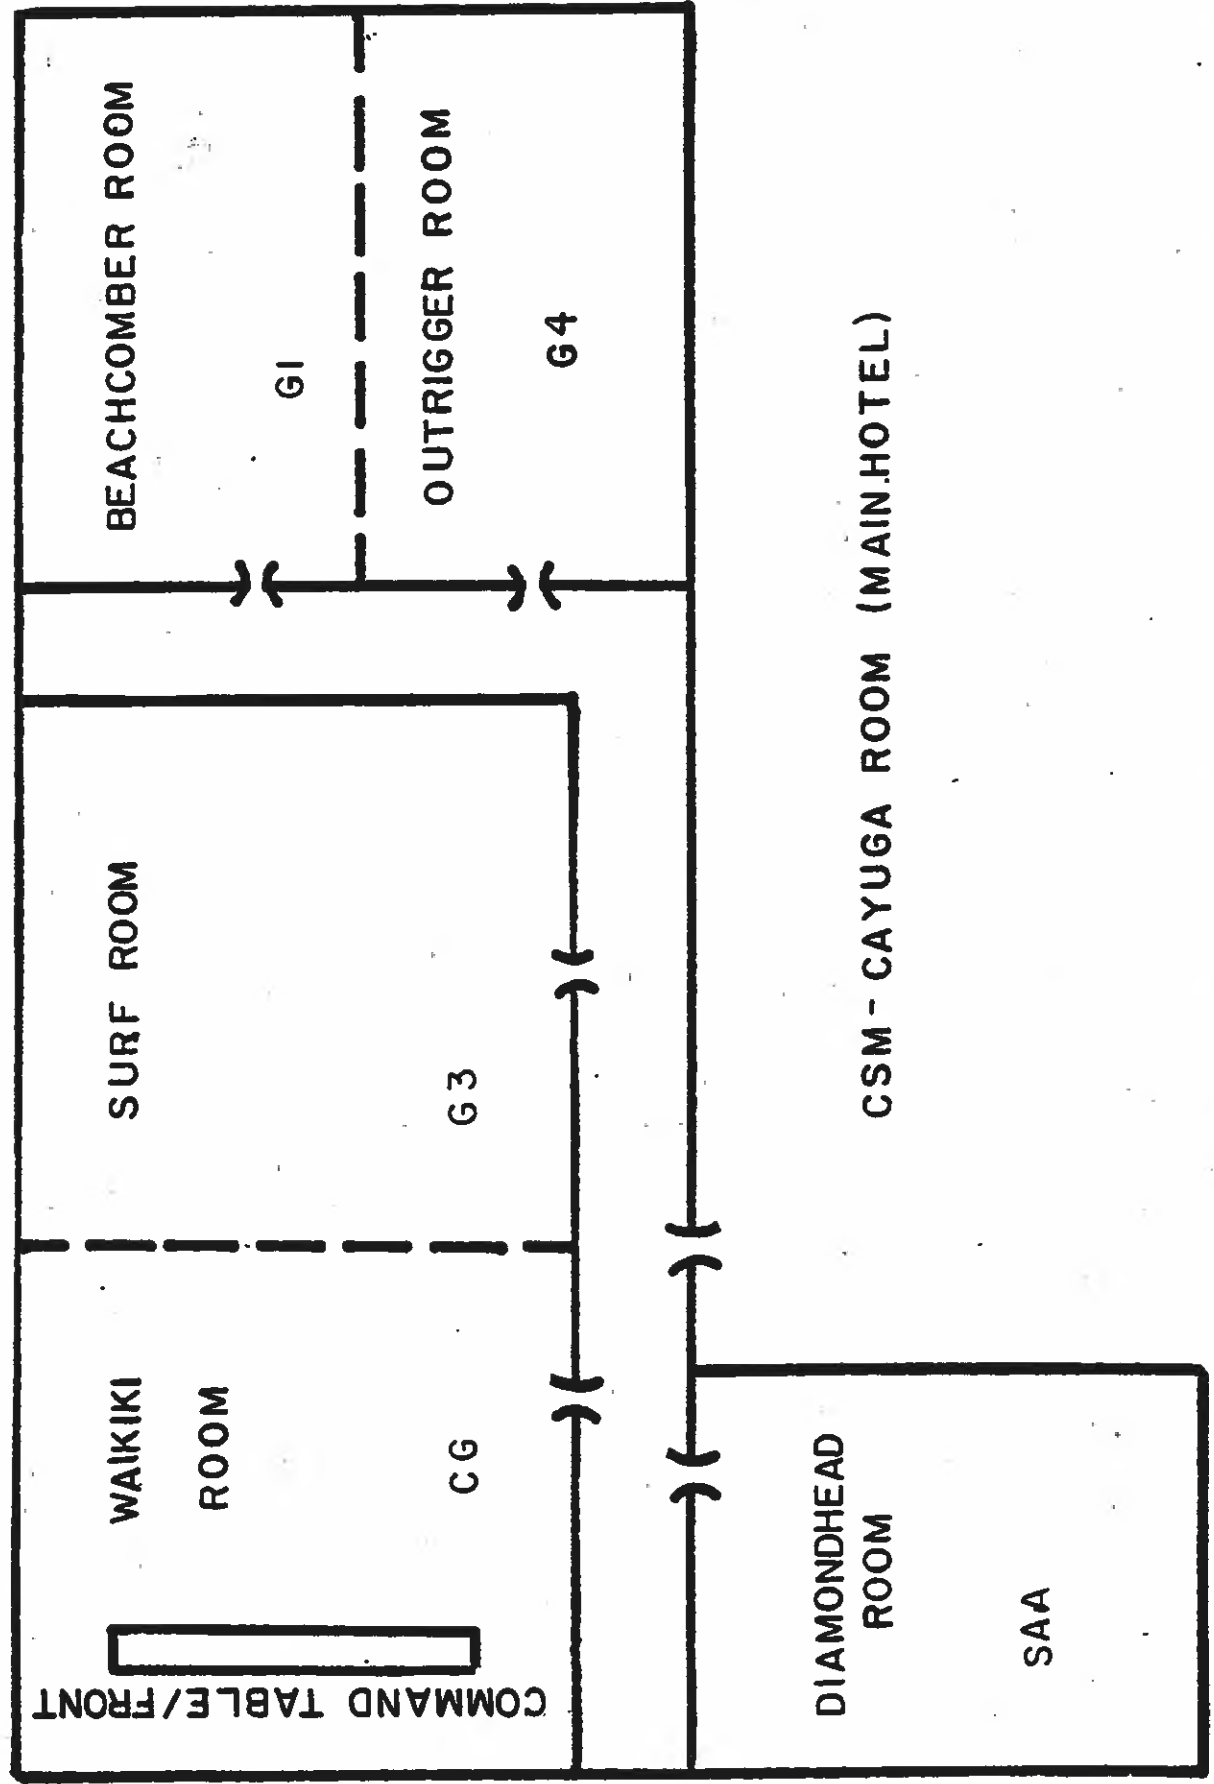 COMMAND TABLE/FRONT
WAIKIKI
ROOM
CG
SURF ROOM
G3
BEACHCOMBER ROOM
G1
OUTRIGGER ROOM
G4
DIAMONDHEAD
ROOM
SAA
CSM-CAYUGA ROOM (MAIN.HOTEL)